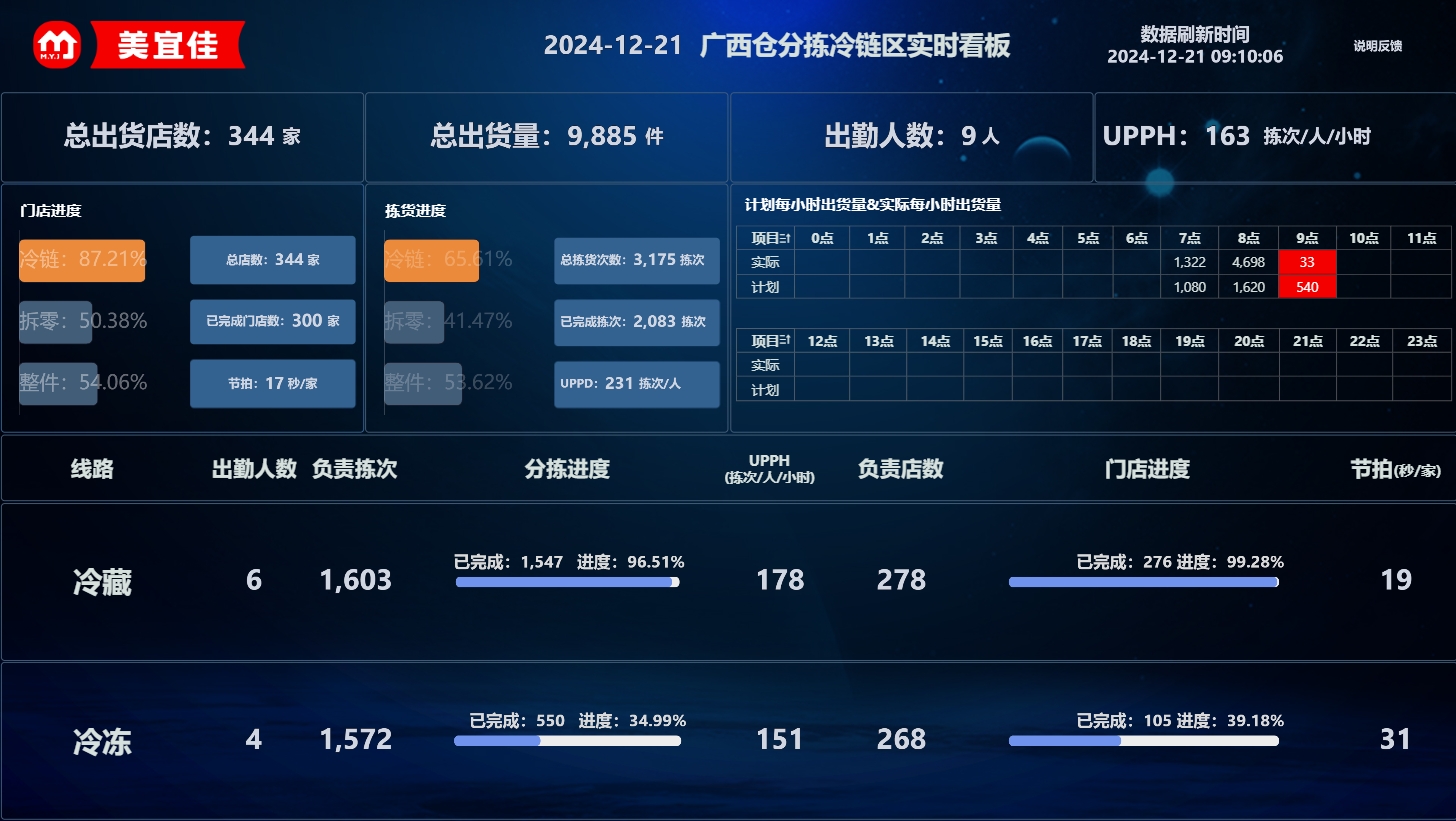 M.Y.J
美宜佳
2024-12-21 广西仓分拣冷链区实时看板
数据刷新时间
2024-12-21 09:10:06
说明反馈
总出货店数：344 家
总出货量：9,885 件
出勤人数：9 人
UPPH：163 拣次/人/小时
门店进度
冷链：87.21%
拆零：50.38%
整件：54.06%
总店数：344 家
已完成门店数：300 家
节拍：17 秒/家
拣货进度
冷链：65.61%
拆零：41.47%
整件：53.62%
总拣货次数：3,175 拣次
已完成拣次：2,083 拣次
UPPD：231 拣次/人
计划每小时出货量&实际每小时出货量
项目 0点 1点 2点 3点 4点 5点 6点 7点 8点 9点 10点 11点
实际 1,322 4,698 33
计划 1,080 1,620 540
项目 12点 13点 14点 15点 16点 17点 18点 19点 20点 21点 22点 23点
实际
计划
线路 出勤人数 负责拣次 分拣进度 UPPH (拣次/人/小时) 负责店数 门店进度 节拍(秒/家)
冷藏 6 1,603 已完成：1,547 进度：96.51% 178 278 已完成：276 进度：99.28% 19
冷冻 4 1,572 已完成：550 进度：34.99% 151 268 已完成：105 进度：39.18% 31